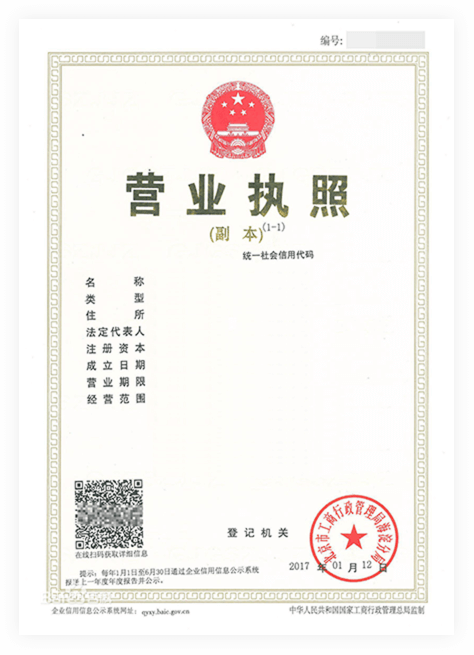 编号:
营业执照
(副 本)(1-1)
统一社会信用代码
名 称
类 型
住 所
法定代表人
注册资本
成立日期
营业期限
经营范围
在线扫码获取详细信息
登记机关
北京市工商行政管理局海淀分局
2017 年 01 月 12 日
提示:每年1月1日至6月30日通过企业信用信息公示系统
报送上一年度年度报告并公示。
企业信用信息公示系统网址: qyxy.baic.gov.cn
中华人民共和国国家工商行政管理总局监制